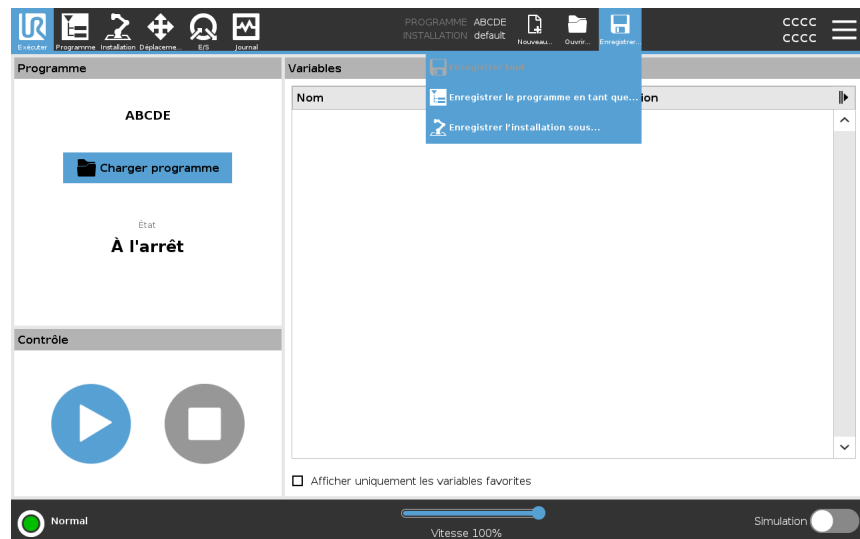 PROGRAMME ABCDE
INSTALLATION default
CCCC
CCCC
Exécuter
Programme
Installation
Déplaceme...
E/S
Journal
Nouveau...
Ouvrir...
Enregistrer...
Programme
Variables
Enregistrer tout
Enregistrer le programme en tant que...
Enregistrer l'installation sous...
Nom
ion
ABCDE
Charger programme
État
À l'arrêt
Contrôle
Afficher uniquement les variables favorites
Normal
Vitesse 100%
Simulation